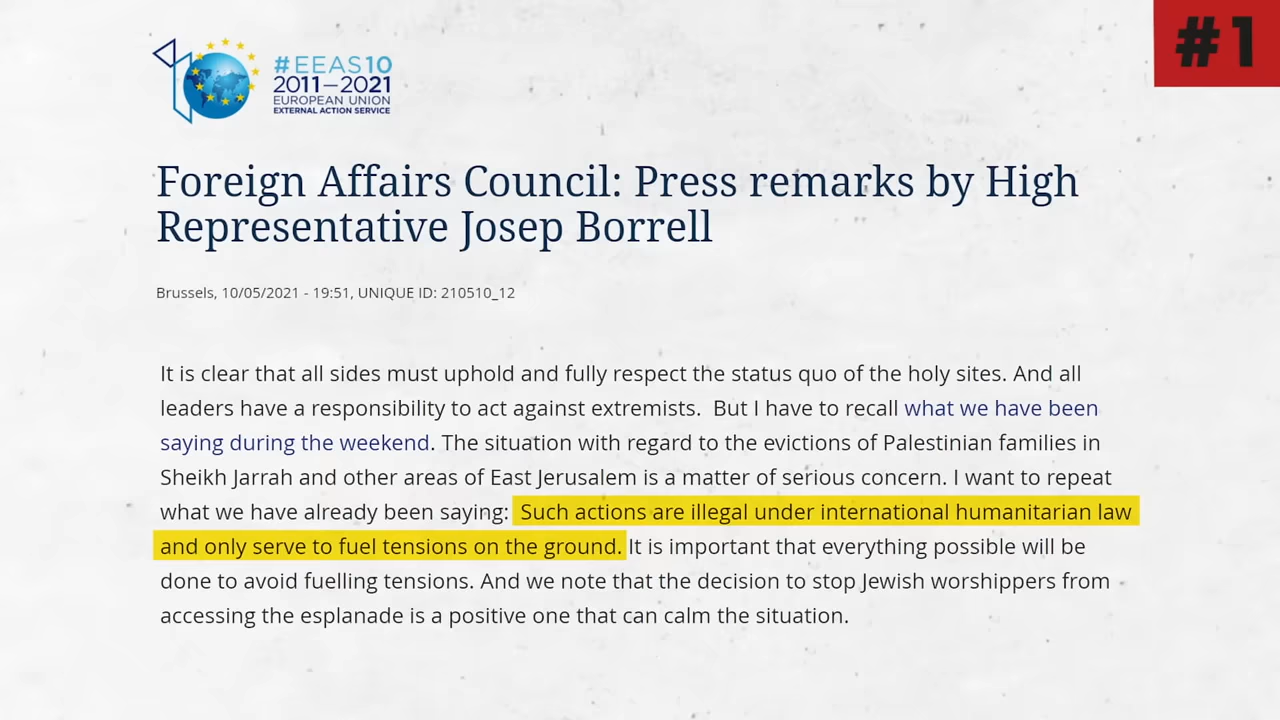 #1
#EEAS10
2011—2021
EUROPEAN UNION
EXTERNAL ACTION SERVICE
Foreign Affairs Council: Press remarks by High
Representative Josep Borrell
Brussels, 10/05/2021 - 19:51, UNIQUE ID: 210510_12
It is clear that all sides must uphold and fully respect the status quo of the holy sites. And all
leaders have a responsibility to act against extremists.  But I have to recall what we have been
saying during the weekend. The situation with regard to the evictions of Palestinian families in
Sheikh Jarrah and other areas of East Jerusalem is a matter of serious concern. I want to repeat
what we have already been saying: Such actions are illegal under international humanitarian law
and only serve to fuel tensions on the ground. It is important that everything possible will be
done to avoid fuelling tensions. And we note that the decision to stop Jewish worshippers from
accessing the esplanade is a positive one that can calm the situation.